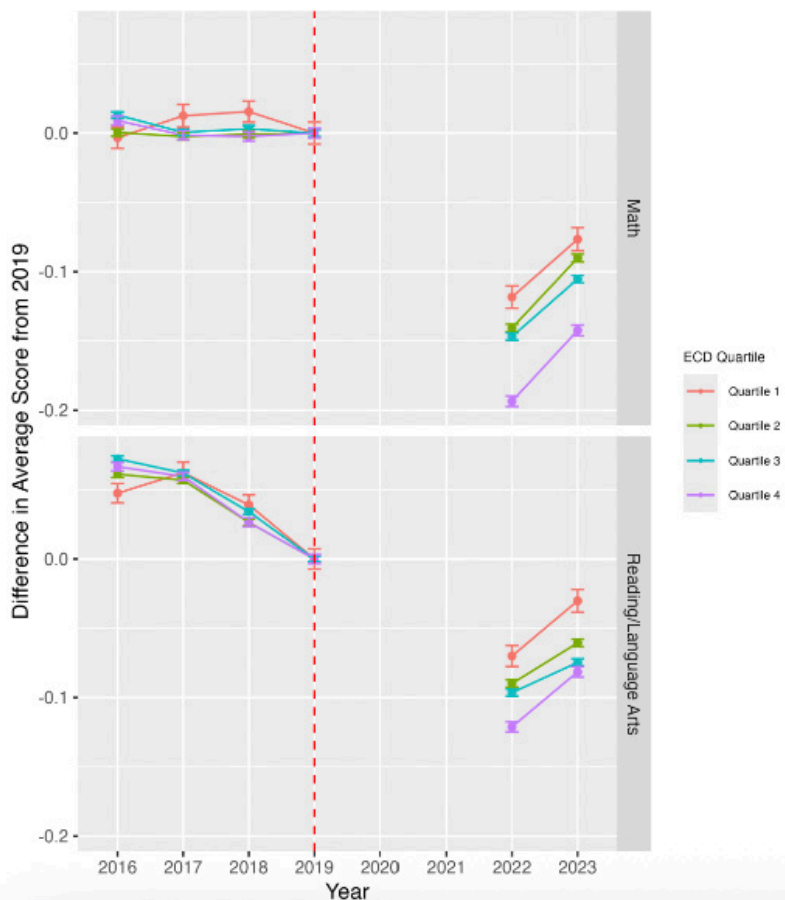 0.0
-0.1
-0.2
Math
0.0
-0.1
-0.2
Reading/Language Arts
Difference in Average Score from 2019
2016 2017 2018 2019 2020 2021 2022 2023
Year
ECD Quartile
Quartile 1
Quartile 2
Quartile 3
Quartile 4